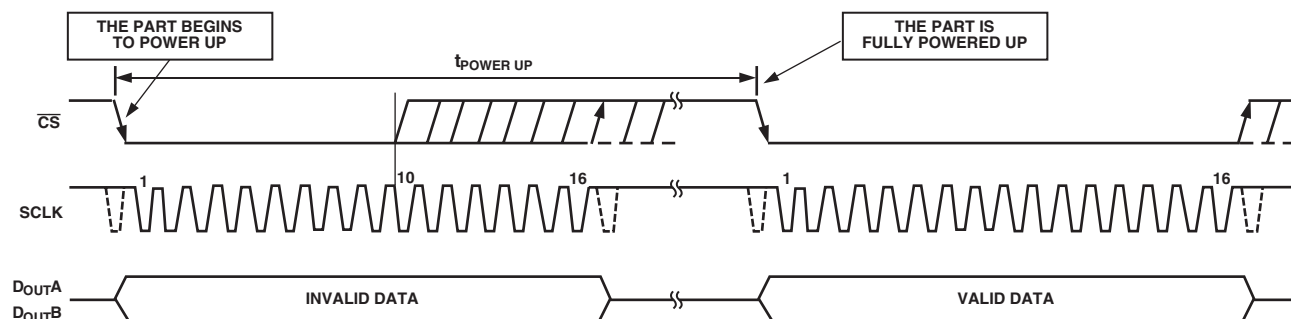 THE PART BEGINS
TO POWER UP
THE PART IS
FULLY POWERED UP
tPOWER UP
CS
1
10
16
1
16
SCLK
DOUTA
DOUTB
INVALID DATA
VALID DATA